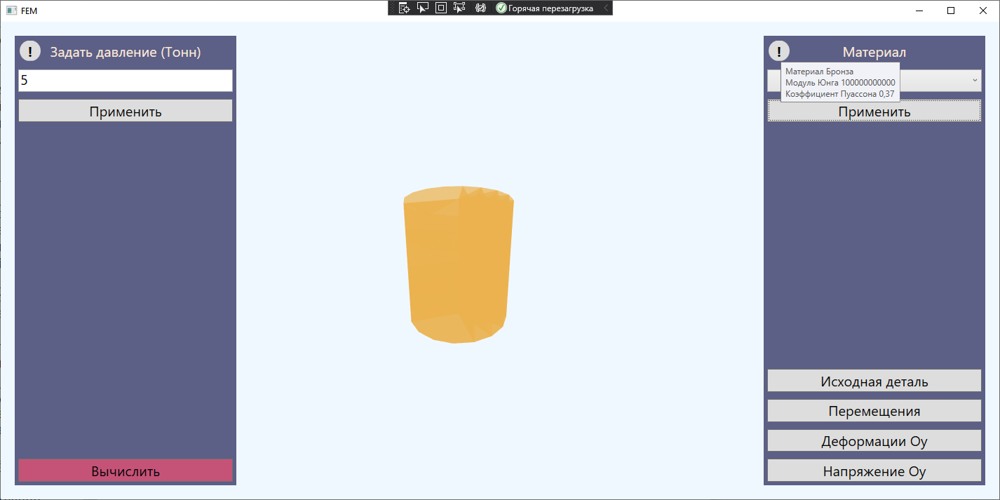 FEM
Горячая перезагрузка
! Задать давление (Тонн)
5
Применить
Вычислить
! Материал
Материал Бронза
Модуль Юнга 100000000000
Коэффициент Пуассона 0,37
Применить
Исходная деталь
Перемещения
Деформации Оу
Напряжение Оу